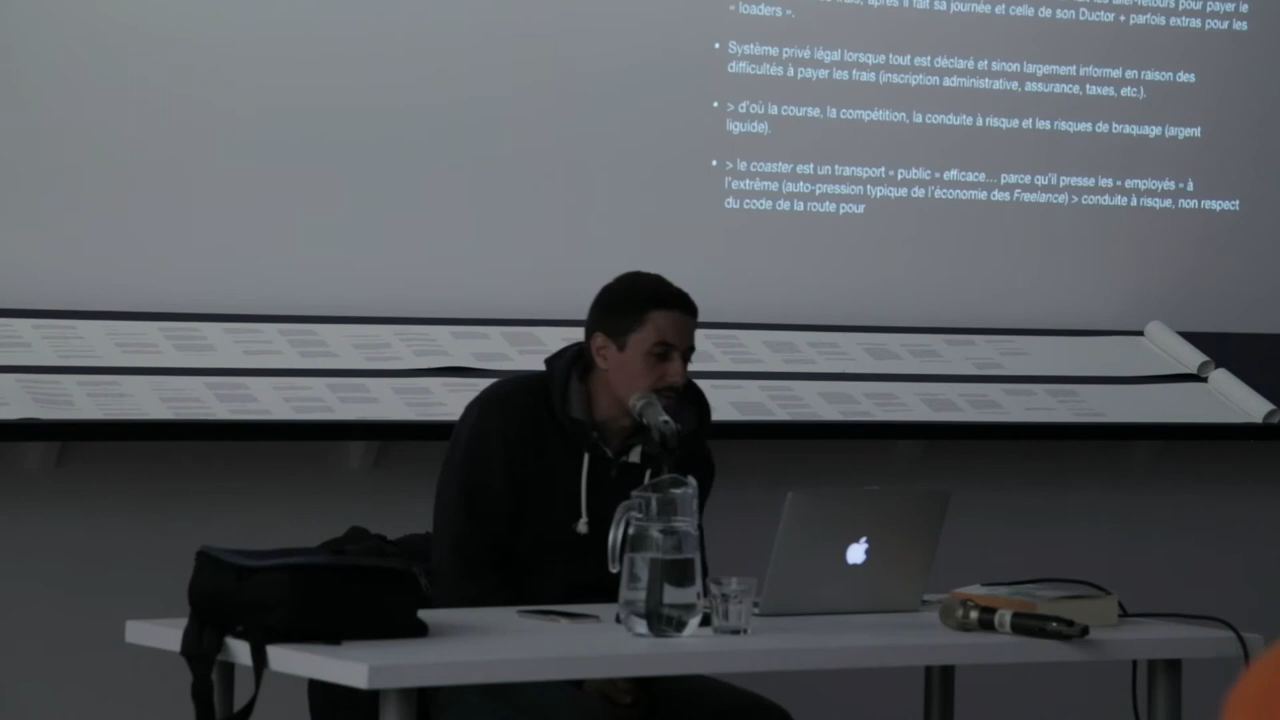 frais, après il fait sa journée et celle de son Ductor + parfois extras pour les
« loaders ».
• Système privé légal lorsque tout est déclaré et sinon largement informel en raison des
difficultés à payer les frais (inscription administrative, assurance, taxes, etc.).
• > d'où la course, la compétition, la conduite à risque et les risques de braquage (argent
liguide).
• > le coaster est un transport « public » efficace... parce qu'il presse les « employés » à
l'extrême (auto-pression typique de l'économie des Freelance) > conduite à risque, non respect
du code de la route pour